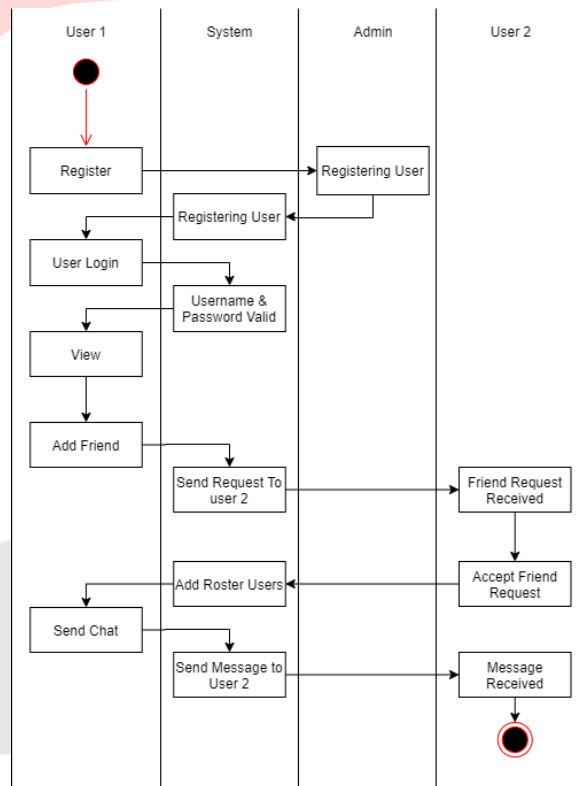 User 1
System
Admin
User 2
Register
Registering User
Registering User
User Login
Username &
Password Valid
View
Add Friend
Send Request To
user 2
Friend Request
Received
Add Roster Users
Accept Friend
Request
Send Chat
Send Message to
User 2
Message
Received